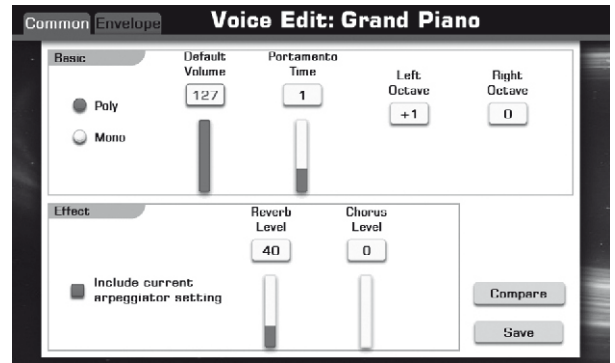 Common Envelope Voice Edit: Grand Piano
Basic
Default Volume
127
Portamento Time
1
Left Octave
+1
Right Octave
0
Poly
Mono
Effect
Reverb Level
40
Chorus Level
0
Include current
arpeggiator setting
Compare
Save